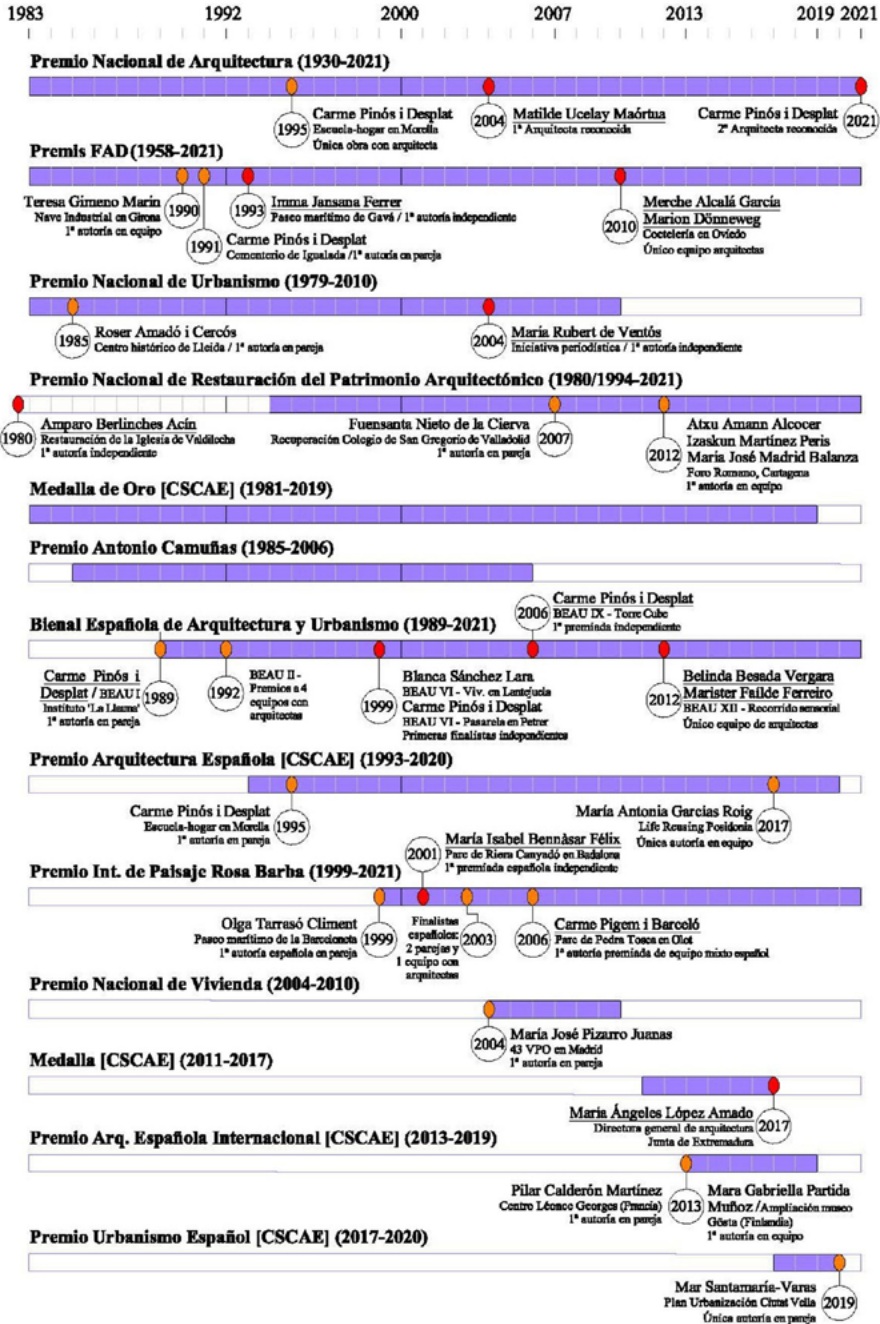 1983 1992 2000 2007 2013 2019 2021
Premio Nacional de Arquitectura (1930-2021)
1995
Carme Pinós i Desplat
Escuela-hogar en Morella
Única obra con arquitecta
2004
Matilde Ucelay Maórtua
1ª Arquitecta reconocida
Carme Pinós i Desplat
2ª Arquitecta reconocida
2021
Premis FAD (1958-2021)
Teresa Gimeno Marin
Nave Industrial en Girona
1ª autoría en equipo
1990
1991
Carme Pinós i Desplat
Cementerio de Igualada /1ª autoría en pareja
1993
Imma Jansana Ferrer
Paseo marítimo de Gavá / 1ª autoría independiente
2010
Merche Alcalá García
Marion Dönneweg
Coctelería en Oviedo
Único equipo arquitectas
Premio Nacional de Urbanismo (1979-2010)
1985
Roser Amadó i Cercós
Centro histórico de Lleida / 1ª autoría en pareja
2004
María Rubert de Ventós
Iniciativa periodística / 1ª autoría independiente
Premio Nacional de Restauración del Patrimonio Arquitectónico (1980/1994-2021)
1980
Amparo Berlinches Acín
Restauración de la Iglesia de Valdilecha
1ª autoría independiente
Fuensanta Nieto de la Cierva
Recuperación Colegio de San Gregorio de Valladolid
1ª autoría en pareja
2007
2012
Atxu Amann Alcocer
Izaskun Martínez Peris
María José Madrid Balanza
Foro Romano, Cartagena
1ª autoría en equipo
Medalla de Oro [CSCAE] (1981-2019)
Premio Antonio Camuñas (1985-2006)
Bienal Española de Arquitectura y Urbanismo (1989-2021)
2006
Carme Pinós i Desplat
BEAU IX - Torre Cube
1ª premiada independiente
Carme Pinós i
Desplat / BEAU I
Instituto 'La Llauna'
1ª autoría en pareja
1989
1992
BEAU II -
Premios a 4
equipos con
arquitectas
1999
Blanca Sánchez Lara
BEAU VI - Viv. en Lantejuela
Carme Pinós i Desplat
BEAU VI - Pasarela en Petrer
Primeras finalistas independientes
2012
Belinda Besada Vergara
Marister Faílde Ferreiro
BEAU XII - Recorrido sensorial
Único equipo de arquitectas
Premio Arquitectura Española [CSCAE] (1993-2020)
Carme Pinós i Desplat
Escuela-hogar en Morella
1ª autoría en pareja
1995
María Antonia Garcías Roig
Life Reusing Posidonia
Única autoría en equipo
2017
Premio Int. de Paisaje Rosa Barba (1999-2021)
2001
María Isabel Bennàsar Félix
Parc de Riera Canyadó en Badalona
1ª premiada española independiente
Olga Tarrasó Climent
Paseo marítimo de la Barceloneta
1ª autoría española en pareja
1999
Finalistas
españoles:
2 parejas y
1 equipo con
arquitectas
2003
2006
Carme Pigem i Barceló
Parc de Pedra Tosca en Olot
1ª autoría premiada de equipo mixto español
Premio Nacional de Vivienda (2004-2010)
2004
María José Pizarro Juanas
43 VPO en Madrid
1ª autoría en pareja
Medalla [CSCAE] (2011-2017)
Maria Ángeles López Amado
Directora general de arquitectura
Junta de Extremadura
2017
Premio Arq. Española Internacional [CSCAE] (2013-2019)
Pilar Calderón Martínez
Centro Léonce Georges (Francia)
1ª autoría en pareja
2013
Mara Gabriella Partida
Muñoz /Ampliación museo
Gösta (Finlandia)
1ª autoría en equipo
Premio Urbanismo Español [CSCAE] (2017-2020)
Mar Santamaría-Varas
Plan Urbanización Ciutat Vella
Única autoría en pareja
2019